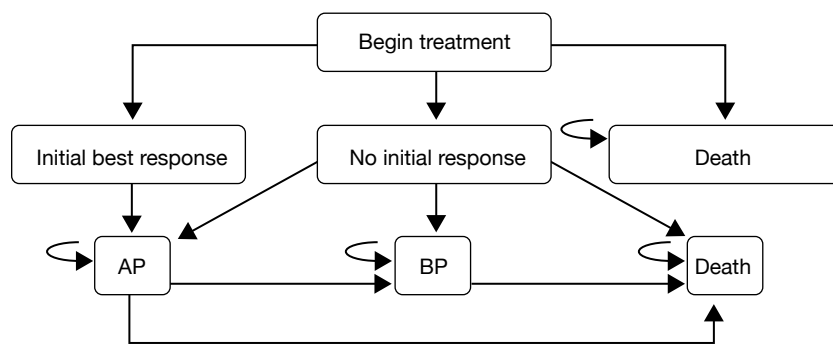 Begin treatment
Initial best response
No initial response
Death
AP
BP
Death